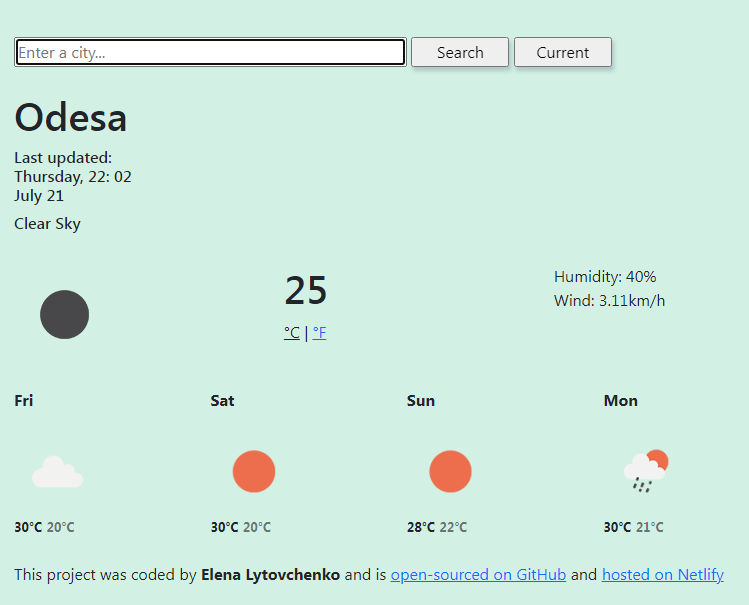 Enter a city...
Search
Current
Odesa
Last updated:
Thursday, 22: 02
July 21
Clear Sky
25
°C | °F
Humidity: 40%
Wind: 3.11km/h
Fri
Sat
Sun
Mon
30°C 20°C
30°C 20°C
28°C 22°C
30°C 21°C
This project was coded by Elena Lytovchenko and is open-sourced on GitHub and hosted on Netlify